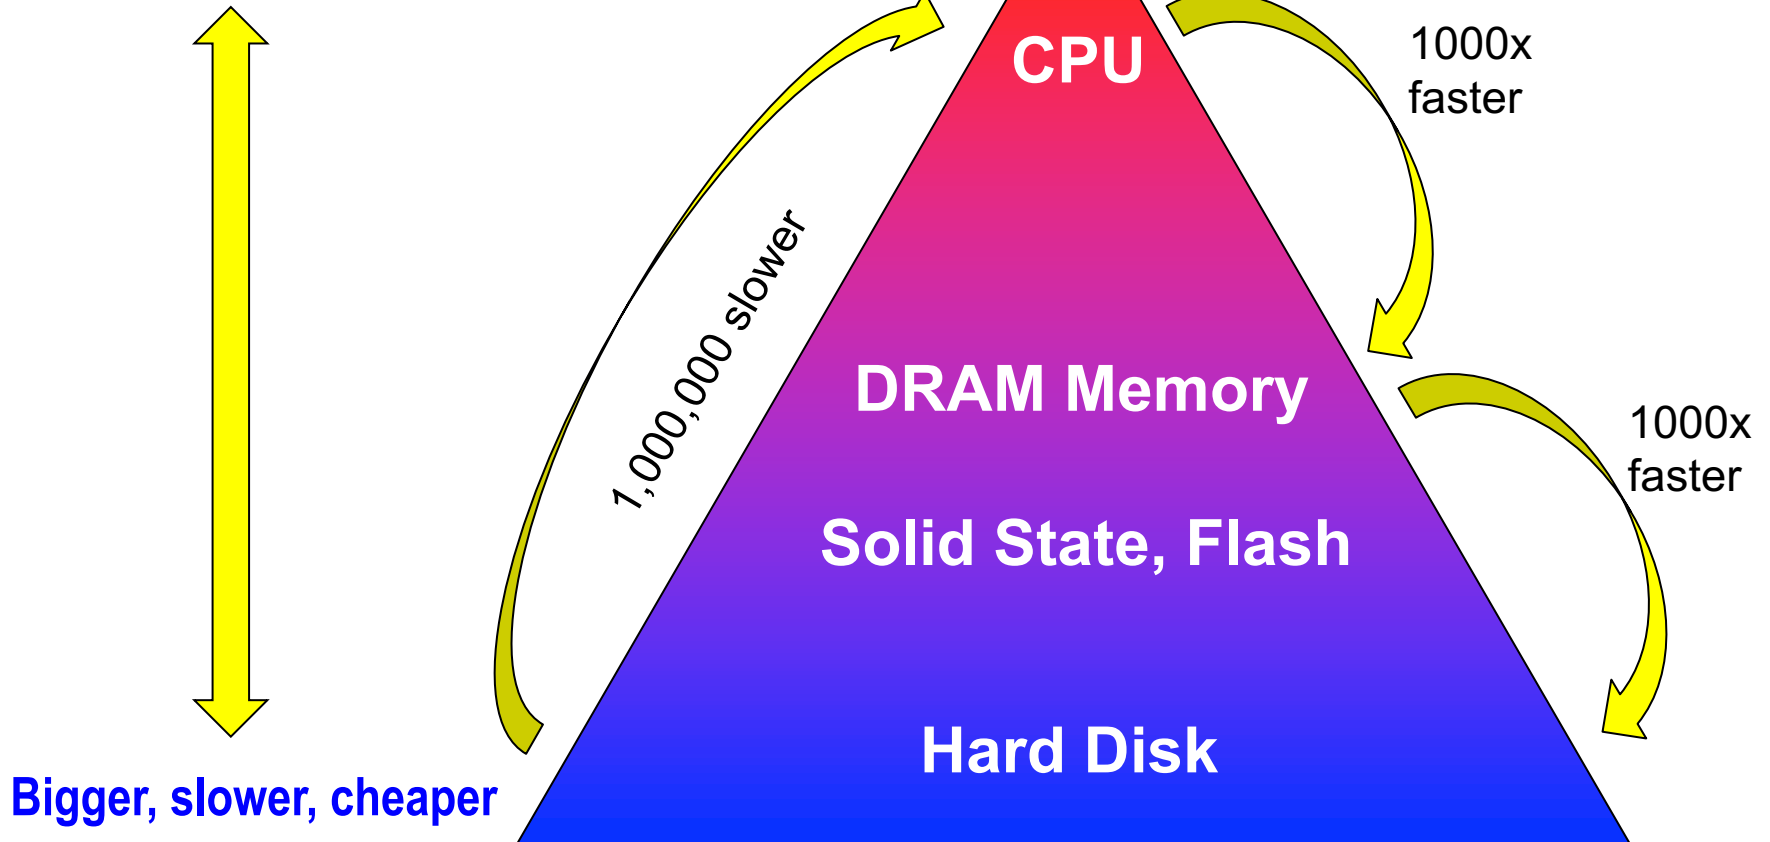 CPU
1000x
faster
1,000,000 slower
DRAM Memory
1000x
faster
Solid State, Flash
Hard Disk
Bigger, slower, cheaper